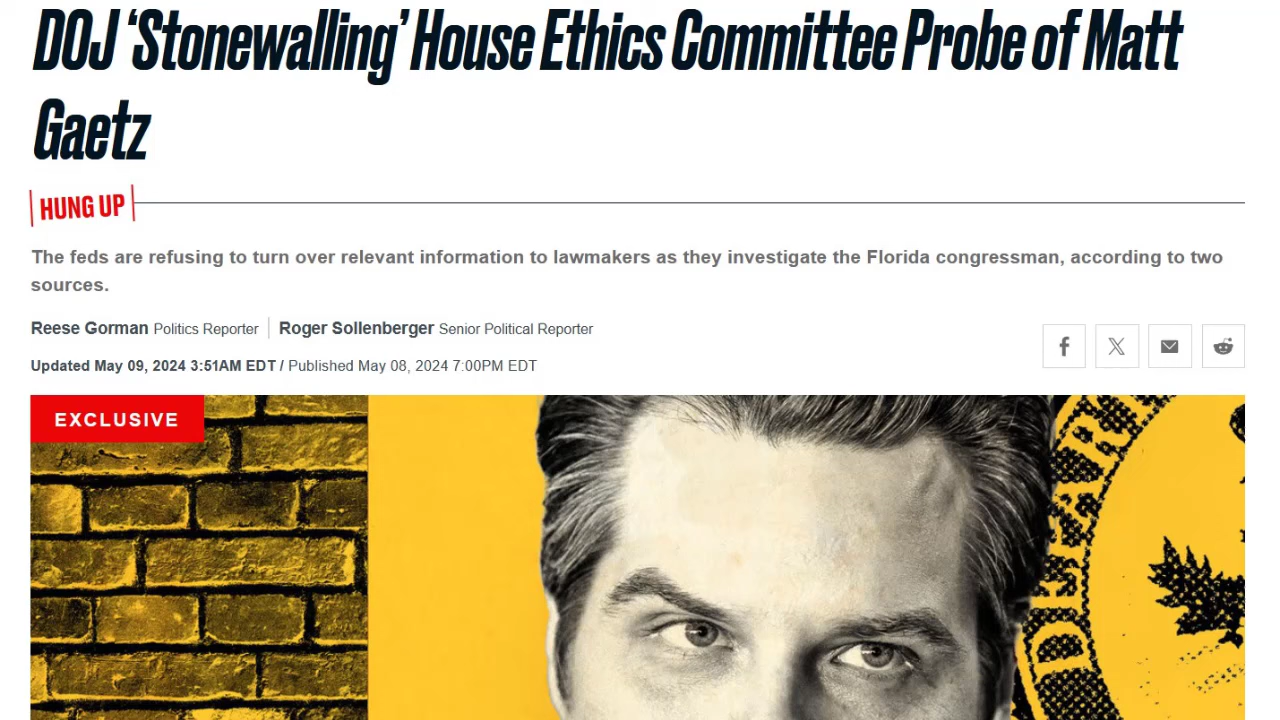 DOJ ‘Stonewalling’ House Ethics Committee Probe of Matt
Gaetz
HUNG UP
The feds are refusing to turn over relevant information to lawmakers as they investigate the Florida congressman, according to two
sources.
Reese Gorman Politics Reporter Roger Sollenberger Senior Political Reporter
Updated May 09, 2024 3:51AM EDT / Published May 08, 2024 7:00PM EDT
EXCLUSIVE